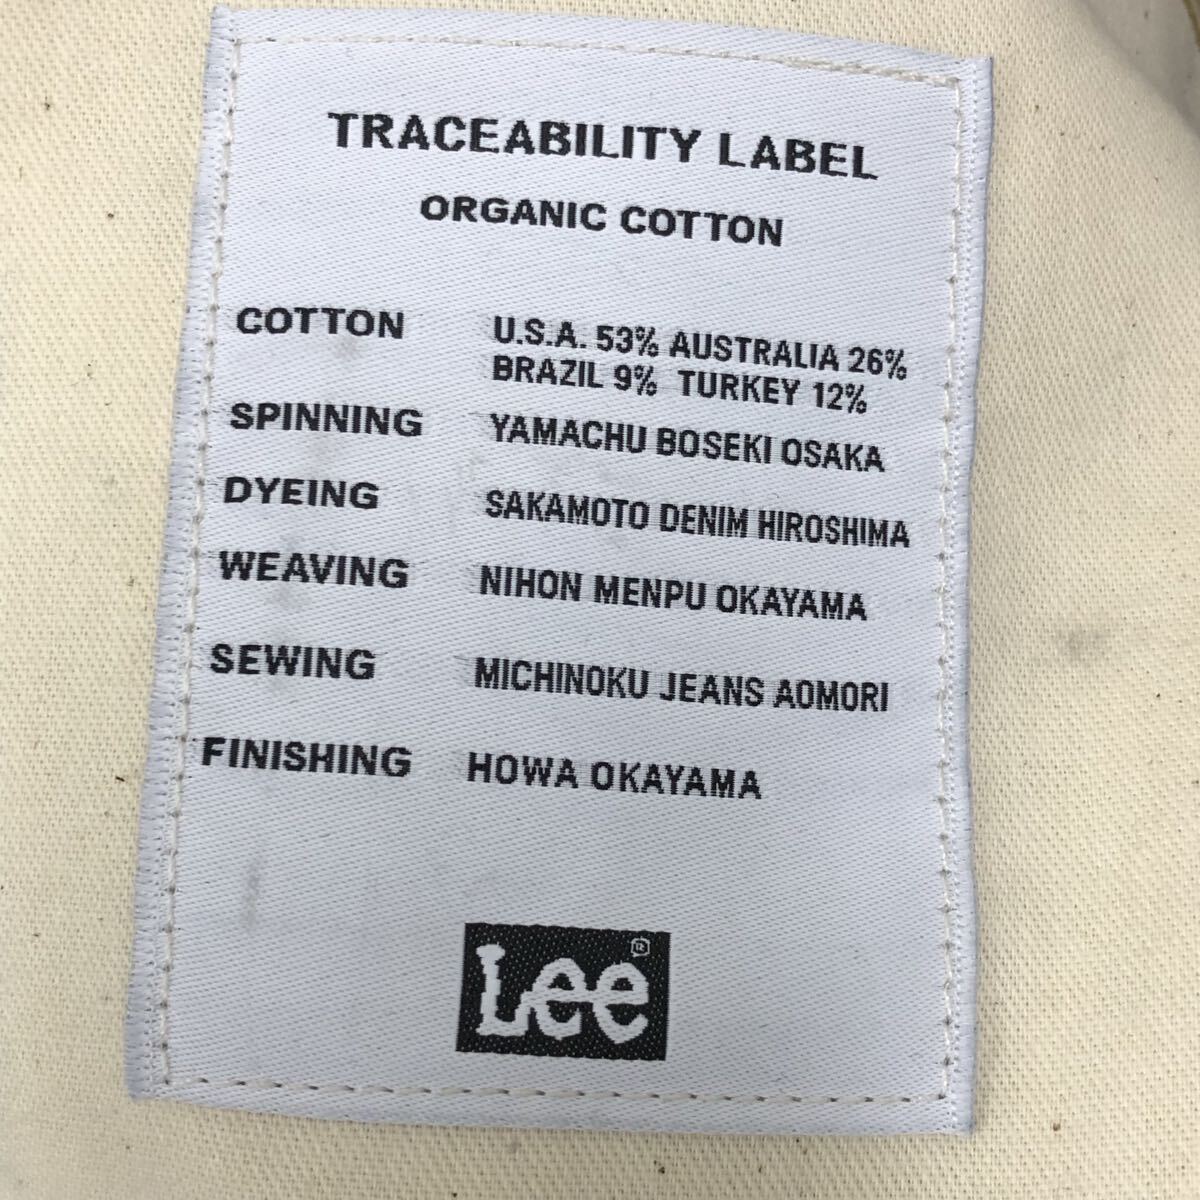 TRACEABILITY LABEL
ORGANIC COTTON
COTTON U.S.A. 53% AUSTRALIA 26%
BRAZIL 9% TURKEY 12%
SPINNING YAMACHU BOSEKI OSAKA
DYEING SAKAMOTO DENIM HIROSHIMA
WEAVING NIHON MENPU OKAYAMA
SEWING MICHINOKU JEANS AOMORI
FINISHING HOWA OKAYAMA
Lee®